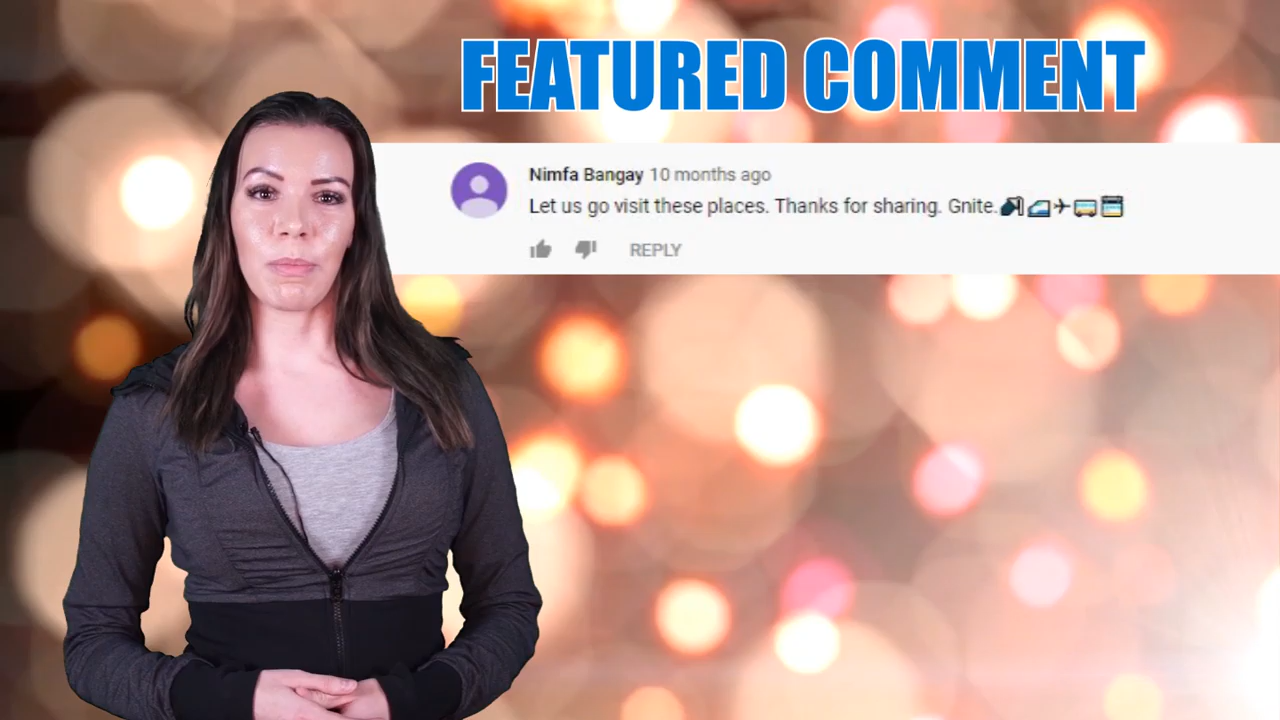 FEATURED COMMENT
Nimfa Bangay 10 months ago
Let us go visit these places. Thanks for sharing. Gnite.
REPLY